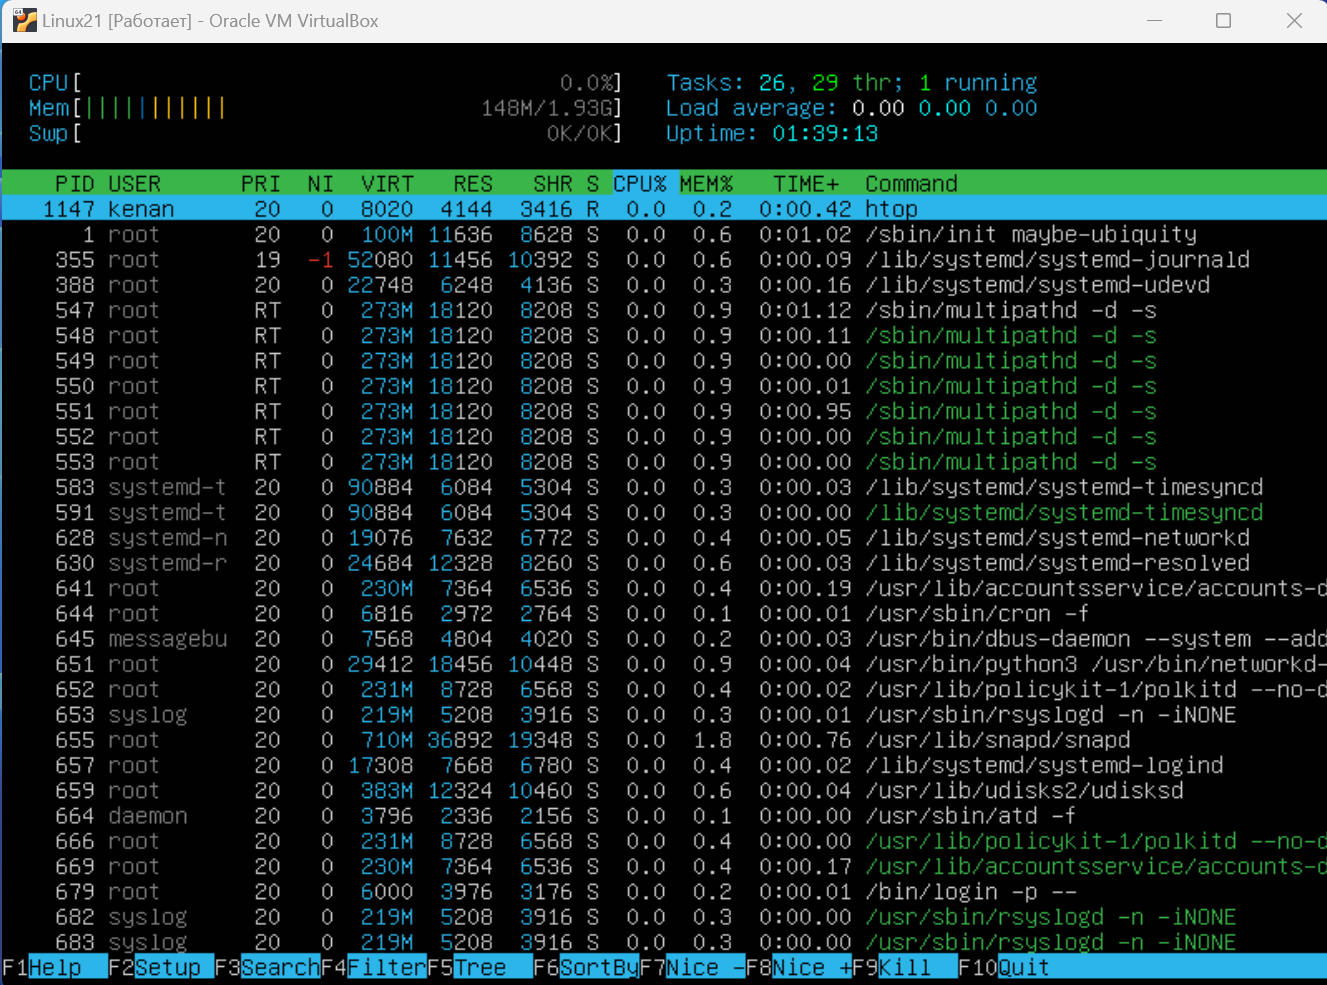 Linux21 [Работает] - Oracle VM VirtualBox
CPU[ 0.0%] Tasks: 26, 29 thr; 1 running
Mem[||||||||||| 148M/1.93G] Load average: 0.00 0.00 0.00
Swp[ 0K/0K] Uptime: 01:39:13
PID USER PRI NI VIRT RES SHR S CPU% MEM% TIME+ Command
1147 kenan 20 0 8020 4144 3416 R 0.0 0.2 0:00.42 htop
1 root 20 0 100M 11636 8628 S 0.0 0.6 0:01.02 /sbin/init maybe-ubiquity
355 root 19 -1 52080 11456 10392 S 0.0 0.6 0:00.09 /lib/systemd/systemd-journald
388 root 20 0 22748 6248 4136 S 0.0 0.3 0:00.16 /lib/systemd/systemd-udevd
547 root RT 0 273M 18120 8208 S 0.0 0.9 0:01.12 /sbin/multipathd -d -s
548 root RT 0 273M 18120 8208 S 0.0 0.9 0:00.11 /sbin/multipathd -d -s
549 root RT 0 273M 18120 8208 S 0.0 0.9 0:00.00 /sbin/multipathd -d -s
550 root RT 0 273M 18120 8208 S 0.0 0.9 0:00.01 /sbin/multipathd -d -s
551 root RT 0 273M 18120 8208 S 0.0 0.9 0:00.95 /sbin/multipathd -d -s
552 root RT 0 273M 18120 8208 S 0.0 0.9 0:00.00 /sbin/multipathd -d -s
553 root RT 0 273M 18120 8208 S 0.0 0.9 0:00.00 /sbin/multipathd -d -s
583 systemd-t 20 0 90884 6084 5304 S 0.0 0.3 0:00.03 /lib/systemd/systemd-timesyncd
591 systemd-t 20 0 90884 6084 5304 S 0.0 0.3 0:00.00 /lib/systemd/systemd-timesyncd
628 systemd-n 20 0 19076 7632 6772 S 0.0 0.4 0:00.05 /lib/systemd/systemd-networkd
630 systemd-r 20 0 24684 12328 8260 S 0.0 0.6 0:00.03 /lib/systemd/systemd-resolved
641 root 20 0 230M 7364 6536 S 0.0 0.4 0:00.19 /usr/lib/accountsservice/accounts-d
644 root 20 0 6816 2972 2764 S 0.0 0.1 0:00.01 /usr/sbin/cron -f
645 messagebu 20 0 7568 4804 4020 S 0.0 0.2 0:00.03 /usr/bin/dbus-daemon --system --add
651 root 20 0 29412 18456 10448 S 0.0 0.9 0:00.04 /usr/bin/python3 /usr/bin/networkd-
652 root 20 0 231M 8728 6568 S 0.0 0.4 0:00.02 /usr/lib/policykit-1/polkitd --no-d
653 syslog 20 0 219M 5208 3916 S 0.0 0.3 0:00.01 /usr/sbin/rsyslogd -n -iNONE
655 root 20 0 710M 36892 19348 S 0.0 1.8 0:00.76 /usr/lib/snapd/snapd
657 root 20 0 17308 7668 6780 S 0.0 0.4 0:00.02 /lib/systemd/systemd-logind
659 root 20 0 383M 12324 10460 S 0.0 0.6 0:00.04 /usr/lib/udisks2/udisksd
664 daemon 20 0 3796 2336 2156 S 0.0 0.1 0:00.00 /usr/sbin/atd -f
666 root 20 0 231M 8728 6568 S 0.0 0.4 0:00.00 /usr/lib/policykit-1/polkitd --no-d
669 root 20 0 230M 7364 6536 S 0.0 0.4 0:00.17 /usr/lib/accountsservice/accounts-d
679 root 20 0 6000 3976 3176 S 0.0 0.2 0:00.01 /bin/login -p --
682 syslog 20 0 219M 5208 3916 S 0.0 0.3 0:00.00 /usr/sbin/rsyslogd -n -iNONE
683 syslog 20 0 219M 5208 3916 S 0.0 0.3 0:00.00 /usr/sbin/rsyslogd -n -iNONE
F1Help F2Setup F3SearchF4FilterF5Tree F6SortByF7Nice -F8Nice +F9Kill F10Quit